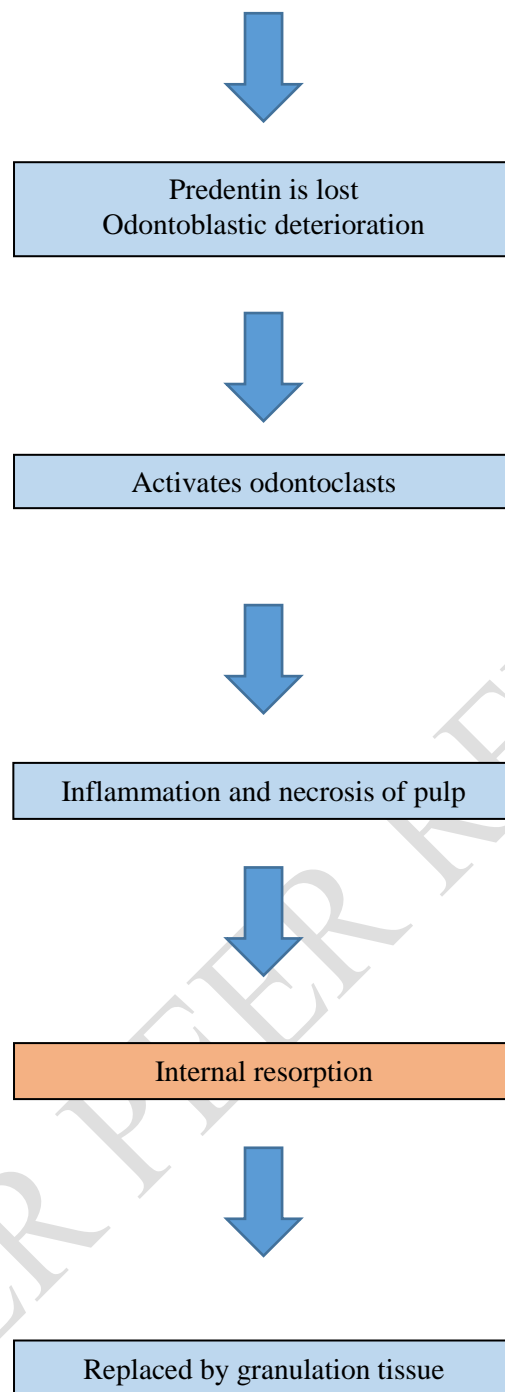 Predentin is lost
Odontoblastic deterioration
Activates odontoclasts
Inflammation and necrosis of pulp
Internal resorption
Replaced by granulation tissue